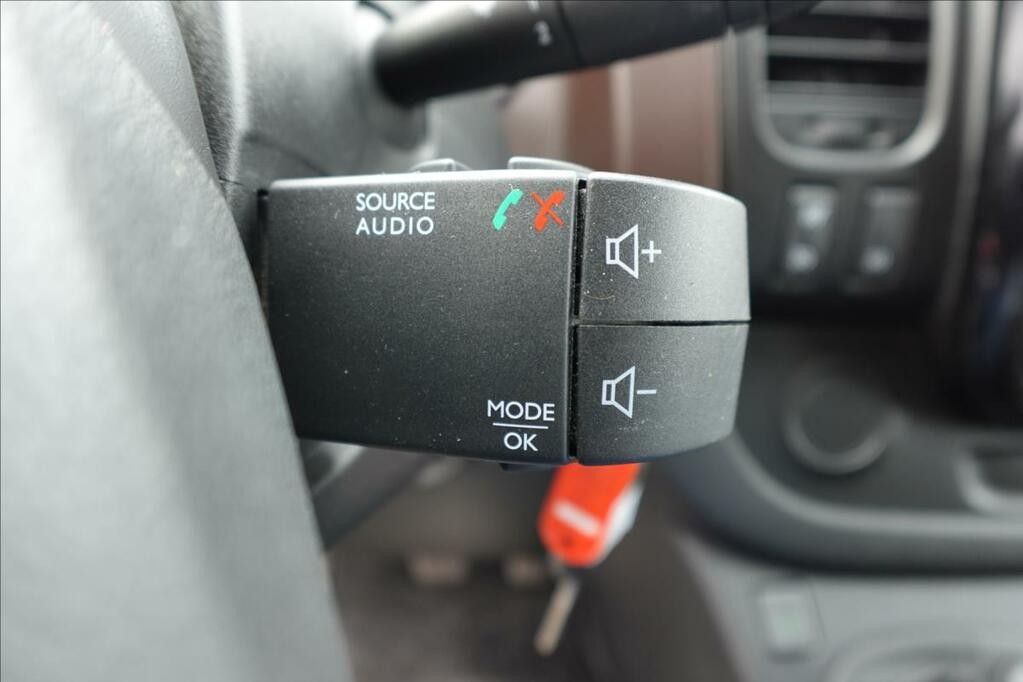 SOURCE
AUDIO
+
-
MODE
OK